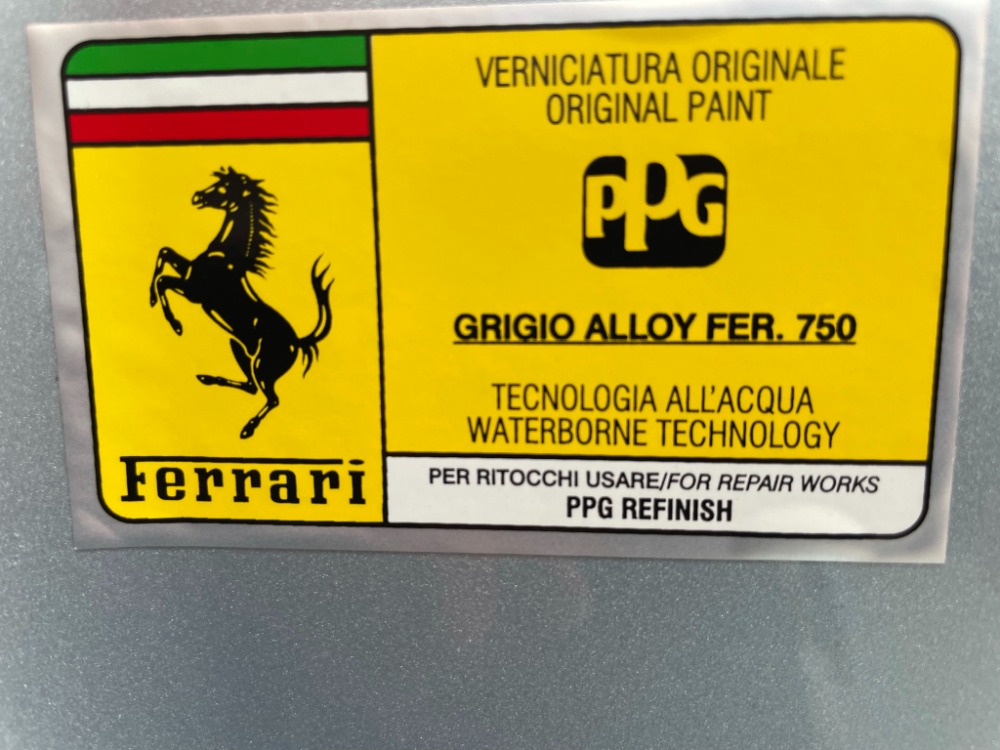 VERNICIATURA ORIGINALE
ORIGINAL PAINT
PPG
GRIGIO ALLOY FER. 750
TECNOLOGIA ALL'ACQUA
WATERBORNE TECHNOLOGY
Ferrari
PER RITOCCHI USARE/FOR REPAIR WORKS
PPG REFINISH